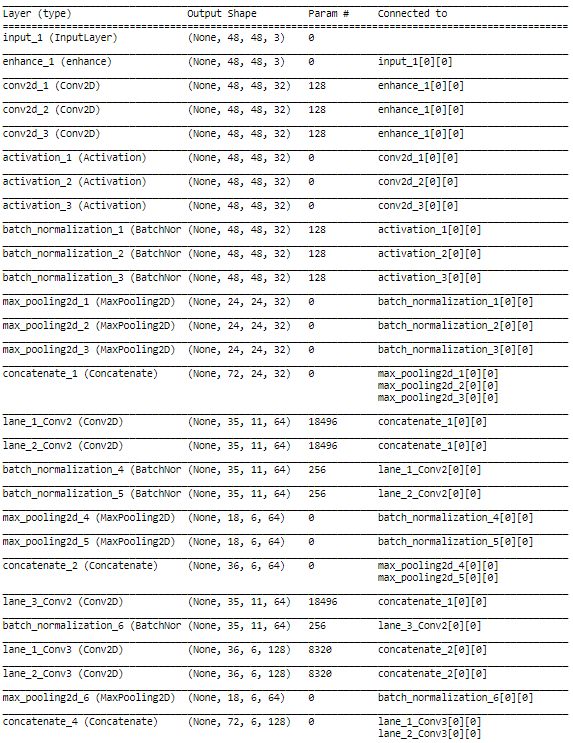 Layer (type) Output Shape Param # Connected to
input_1 (InputLayer) (None, 48, 48, 3) 0
enhance_1 (enhance) (None, 48, 48, 3) 0 input_1[0][0]
conv2d_1 (Conv2D) (None, 48, 48, 32) 128 enhance_1[0][0]
conv2d_2 (Conv2D) (None, 48, 48, 32) 128 enhance_1[0][0]
conv2d_3 (Conv2D) (None, 48, 48, 32) 128 enhance_1[0][0]
activation_1 (Activation) (None, 48, 48, 32) 0 conv2d_1[0][0]
activation_2 (Activation) (None, 48, 48, 32) 0 conv2d_2[0][0]
activation_3 (Activation) (None, 48, 48, 32) 0 conv2d_3[0][0]
batch_normalization_1 (BatchNor (None, 48, 48, 32) 128 activation_1[0][0]
batch_normalization_2 (BatchNor (None, 48, 48, 32) 128 activation_2[0][0]
batch_normalization_3 (BatchNor (None, 48, 48, 32) 128 activation_3[0][0]
max_pooling2d_1 (MaxPooling2D) (None, 24, 24, 32) 0 batch_normalization_1[0][0]
max_pooling2d_2 (MaxPooling2D) (None, 24, 24, 32) 0 batch_normalization_2[0][0]
max_pooling2d_3 (MaxPooling2D) (None, 24, 24, 32) 0 batch_normalization_3[0][0]
concatenate_1 (Concatenate) (None, 72, 24, 32) 0 max_pooling2d_1[0][0]
max_pooling2d_2[0][0]
max_pooling2d_3[0][0]
lane_1_Conv2 (Conv2D) (None, 35, 11, 64) 18496 concatenate_1[0][0]
lane_2_Conv2 (Conv2D) (None, 35, 11, 64) 18496 concatenate_1[0][0]
batch_normalization_4 (BatchNor (None, 35, 11, 64) 256 lane_1_Conv2[0][0]
batch_normalization_5 (BatchNor (None, 35, 11, 64) 256 lane_2_Conv2[0][0]
max_pooling2d_4 (MaxPooling2D) (None, 18, 6, 64) 0 batch_normalization_4[0][0]
max_pooling2d_5 (MaxPooling2D) (None, 18, 6, 64) 0 batch_normalization_5[0][0]
concatenate_2 (Concatenate) (None, 36, 6, 64) 0 max_pooling2d_4[0][0]
max_pooling2d_5[0][0]
lane_3_Conv2 (Conv2D) (None, 35, 11, 64) 18496 concatenate_1[0][0]
batch_normalization_6 (BatchNor (None, 35, 11, 64) 256 lane_3_Conv2[0][0]
lane_1_Conv3 (Conv2D) (None, 36, 6, 128) 8320 concatenate_2[0][0]
lane_2_Conv3 (Conv2D) (None, 36, 6, 128) 8320 concatenate_2[0][0]
max_pooling2d_6 (MaxPooling2D) (None, 18, 6, 64) 0 batch_normalization_6[0][0]
concatenate_4 (Concatenate) (None, 72, 6, 128) 0 lane_1_Conv3[0][0]
lane_2_Conv3[0][0]